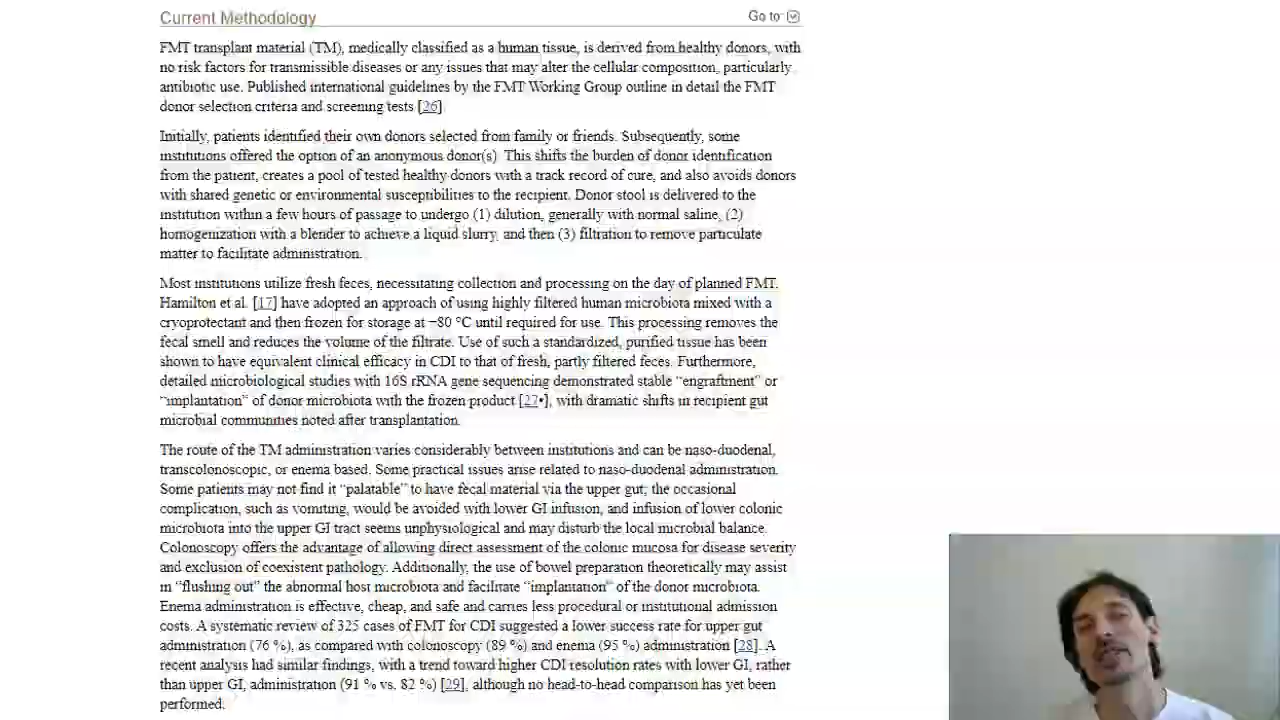 Current Methodology
Go to
FMT transplant material (TM), medically classified as a human tissue, is derived from healthy donors, with
no risk factors for transmissible diseases or any issues that may alter the cellular composition, particularly
antibiotic use. Published international guidelines by the FMT Working Group outline in detail the FMT
donor selection criteria and screening tests [26].
Initially, patients identified their own donors selected from family or friends. Subsequently, some
institutions offered the option of an anonymous donor(s). This shifts the burden of donor identification
from the patient, creates a pool of tested healthy donors with a track record of cure, and also avoids donors
with shared genetic or environmental susceptibilities to the recipient. Donor stool is delivered to the
institution within a few hours of passage to undergo (1) dilution, generally with normal saline, (2)
homogenization with a blender to achieve a liquid slurry, and then (3) filtration to remove particulate
matter to facilitate administration.
Most institutions utilize fresh feces, necessitating collection and processing on the day of planned FMT.
Hamilton et al. [17] have adopted an approach of using highly filtered human microbiota mixed with a
cryoprotectant and then frozen for storage at −80 °C until required for use. This processing removes the
fecal smell and reduces the volume of the filtrate. Use of such a standardized, purified tissue has been
shown to have equivalent clinical efficacy in CDI to that of fresh, partly filtered feces. Furthermore,
detailed microbiological studies with 16S rRNA gene sequencing demonstrated stable “engraftment” or
“implantation” of donor microbiota with the frozen product [27•], with dramatic shifts in recipient gut
microbial communities noted after transplantation.
The route of the TM administration varies considerably between institutions and can be naso-duodenal,
transcolonoscopic, or enema based. Some practical issues arise related to naso-duodenal administration.
Some patients may not find it “palatable” to have fecal material via the upper gut; the occasional
complication, such as vomiting, would be avoided with lower GI infusion, and infusion of lower colonic
microbiota into the upper GI tract seems unphysiological and may disturb the local microbial balance.
Colonoscopy offers the advantage of allowing direct assessment of the colonic mucosa for disease severity
and exclusion of coexistent pathology. Additionally, the use of bowel preparation theoretically may assist
in “flushing out” the abnormal host microbiota and facilitate “implantation” of the donor microbiota.
Enema administration is effective, cheap, and safe and carries less procedural or institutional admission
costs. A systematic review of 325 cases of FMT for CDI suggested a lower success rate for upper gut
administration (76 %), as compared with colonoscopy (89 %) and enema (95 %) administration [28]. A
recent analysis had similar findings, with a trend toward higher CDI resolution rates with lower GI, rather
than upper GI, administration (91 % vs. 82 %) [29], although no head-to-head comparison has yet been
performed.